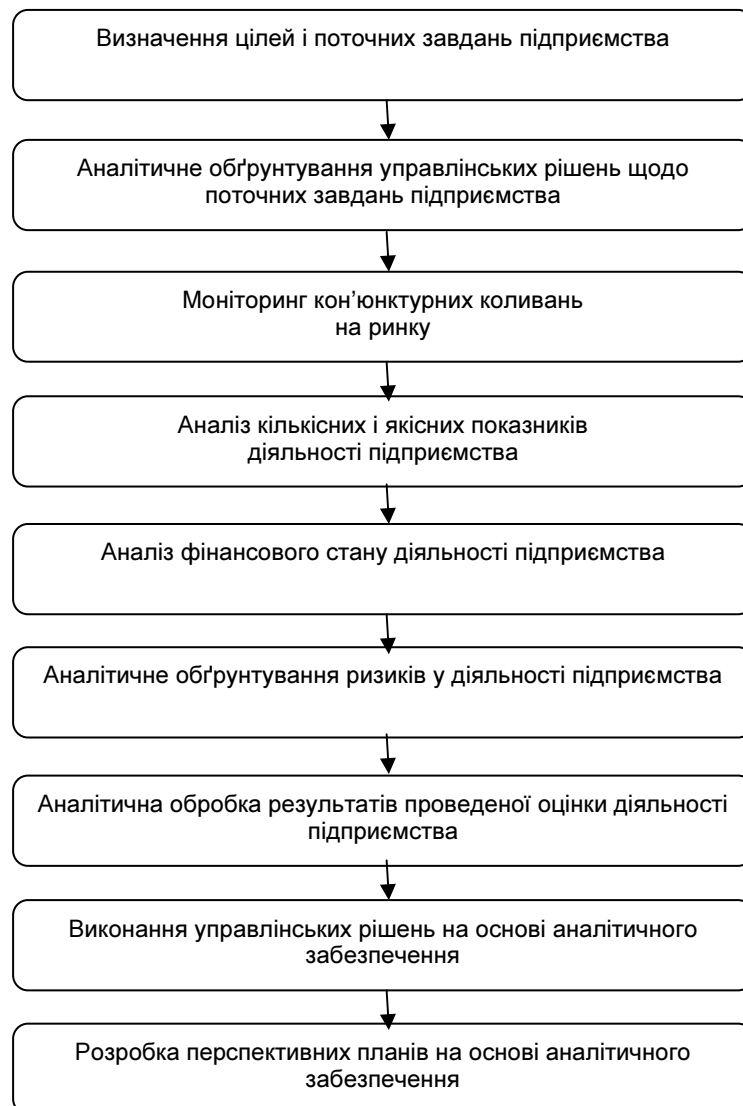 Визначення цілей і поточних завдань підприємства
Аналітичне обґрунтування управлінських рішень щодо
поточних завдань підприємства
Моніторинг кон’юнктурних коливань
на ринку
Аналіз кількісних і якісних показників
діяльності підприємства
Аналіз фінансового стану діяльності підприємства
Аналітичне обґрунтування ризиків у діяльності підприємства
Аналітична обробка результатів проведеної оцінки діяльності
підприємства
Виконання управлінських рішень на основі аналітичного
забезпечення
Розробка перспективних планів на основі аналітичного
забезпечення